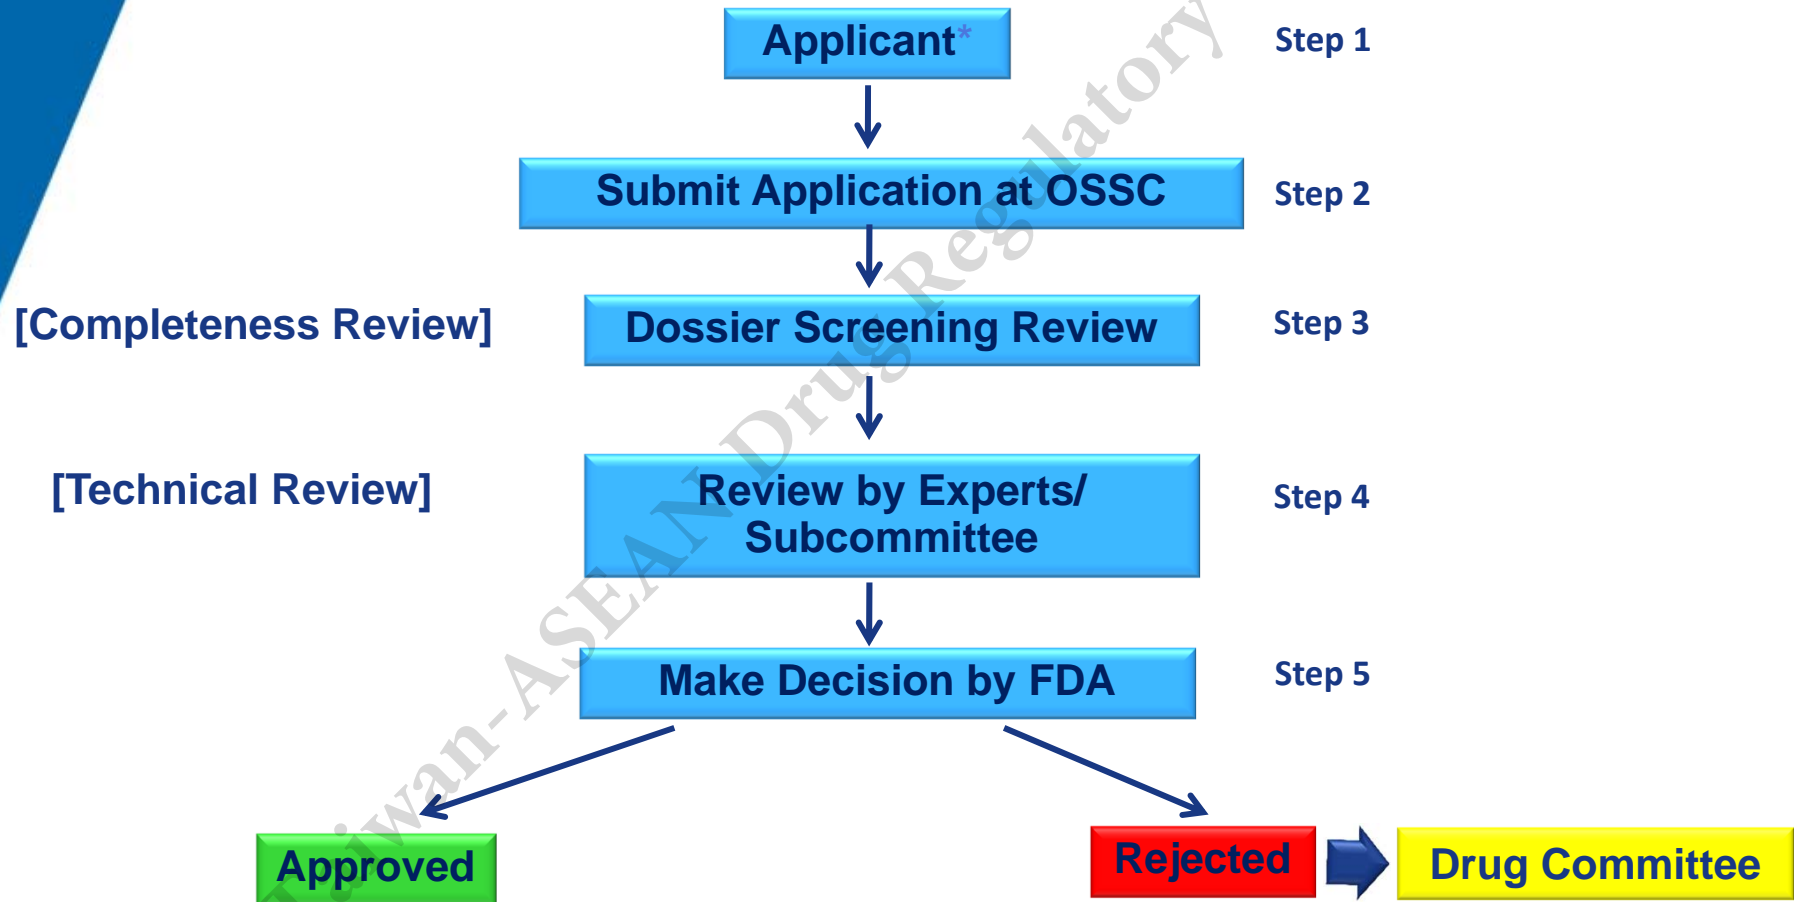 Applicant*
Step 1
Submit Application at OSSC
Step 2
[Completeness Review]
Dossier Screening Review
Step 3
[Technical Review]
Review by Experts/
Subcommittee
Step 4
Make Decision by FDA
Step 5
Approved
Rejected
Drug Committee
Taiwan-ASEAN Drug Regulatory